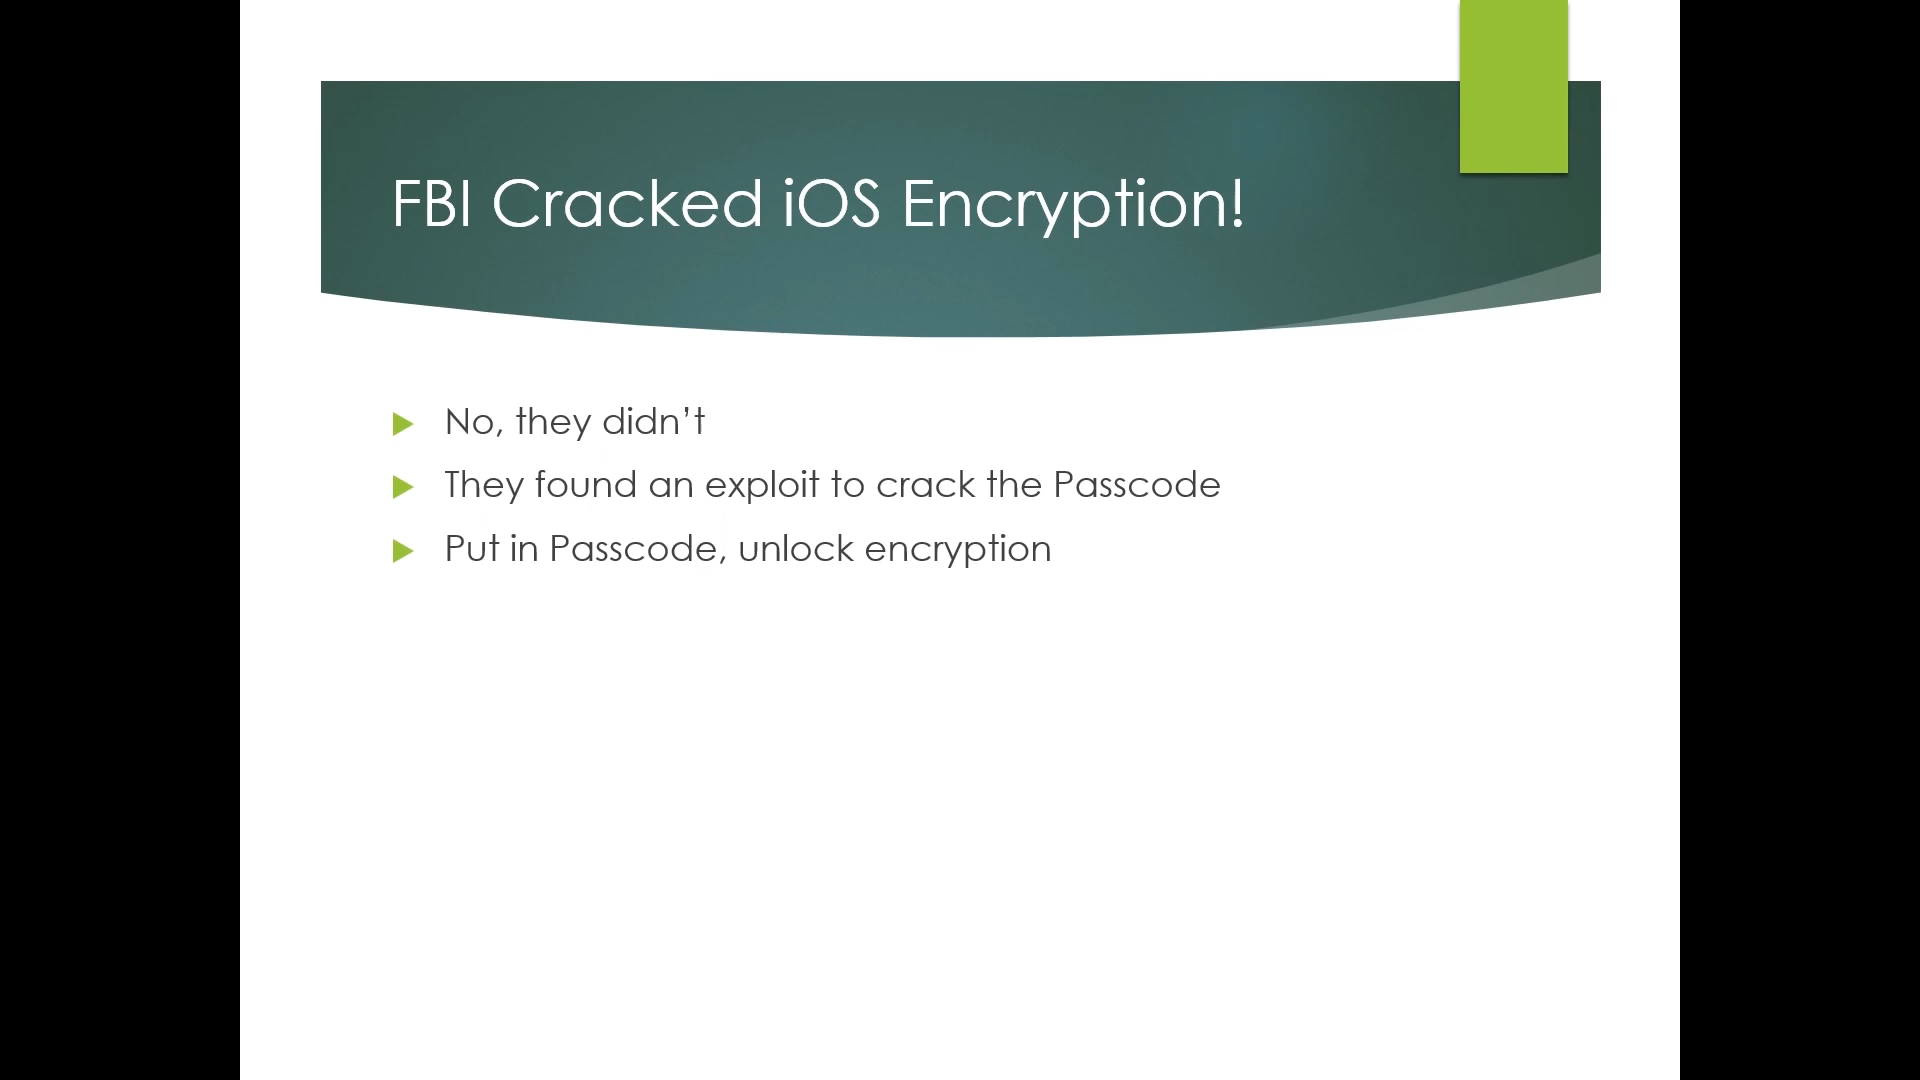 FBI Cracked iOS Encryption!
No, they didn’t
They found an exploit to crack the Passcode
Put in Passcode, unlock encryption